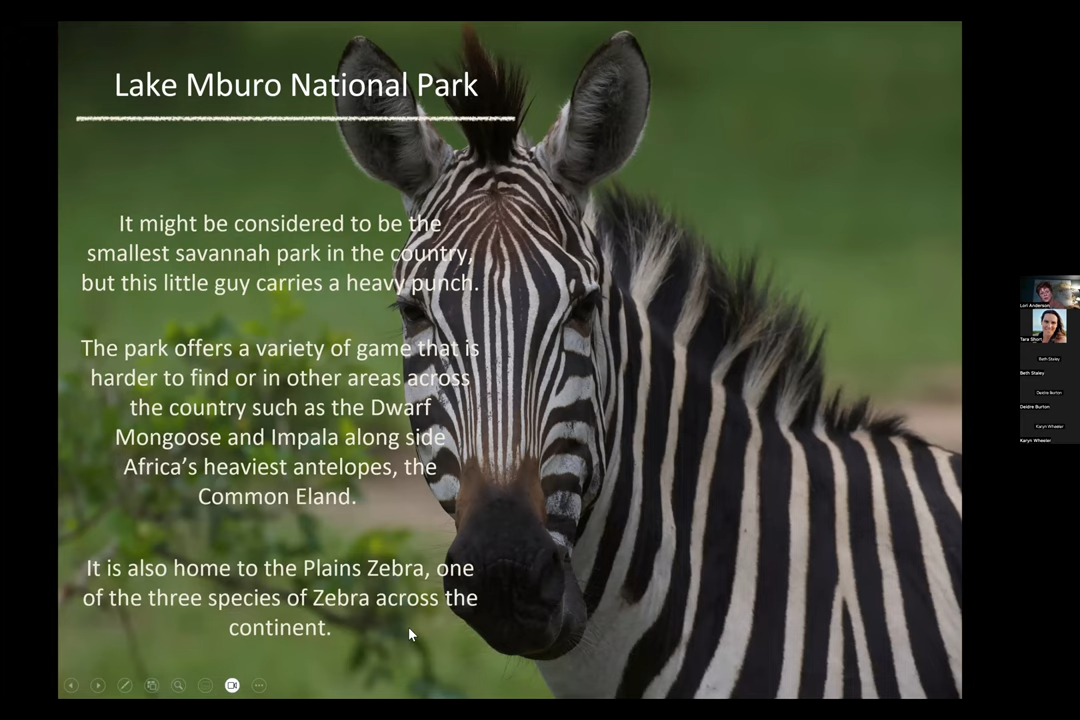 Lake Mburo National Park
It might be considered to be the
smallest savannah park in the country,
but this little guy carries a heavy punch.
The park offers a variety of game that is
harder to find or in other areas across
the country such as the Dwarf
Mongoose and Impala along side
Africa's heaviest antelopes, the
Common Eland.
It is also home to the Plains Zebra, one
of the three species of Zebra across the
continent.
Lori Anderson
Tara Short
Beth Staley
Beth Staley
Deidre Burton
Deidre Burton
Karyn Wheeler
Karyn Wheeler